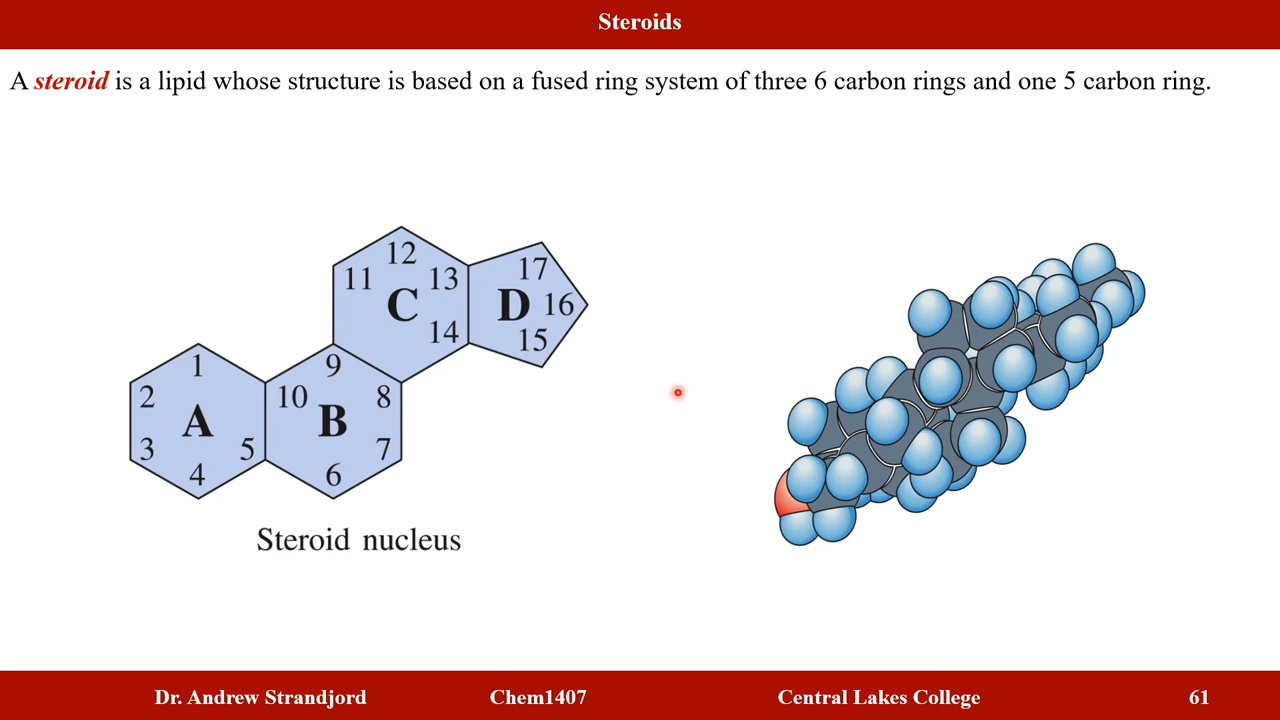 Steroids
A steroid is a lipid whose structure is based on a fused ring system of three 6 carbon rings and one 5 carbon ring.
12
11 13 17
C D 16
14 15
1 9
2 10 8
A B
3 5 7
4 6
Steroid nucleus
Dr. Andrew Strandjord Chem1407 Central Lakes College 61